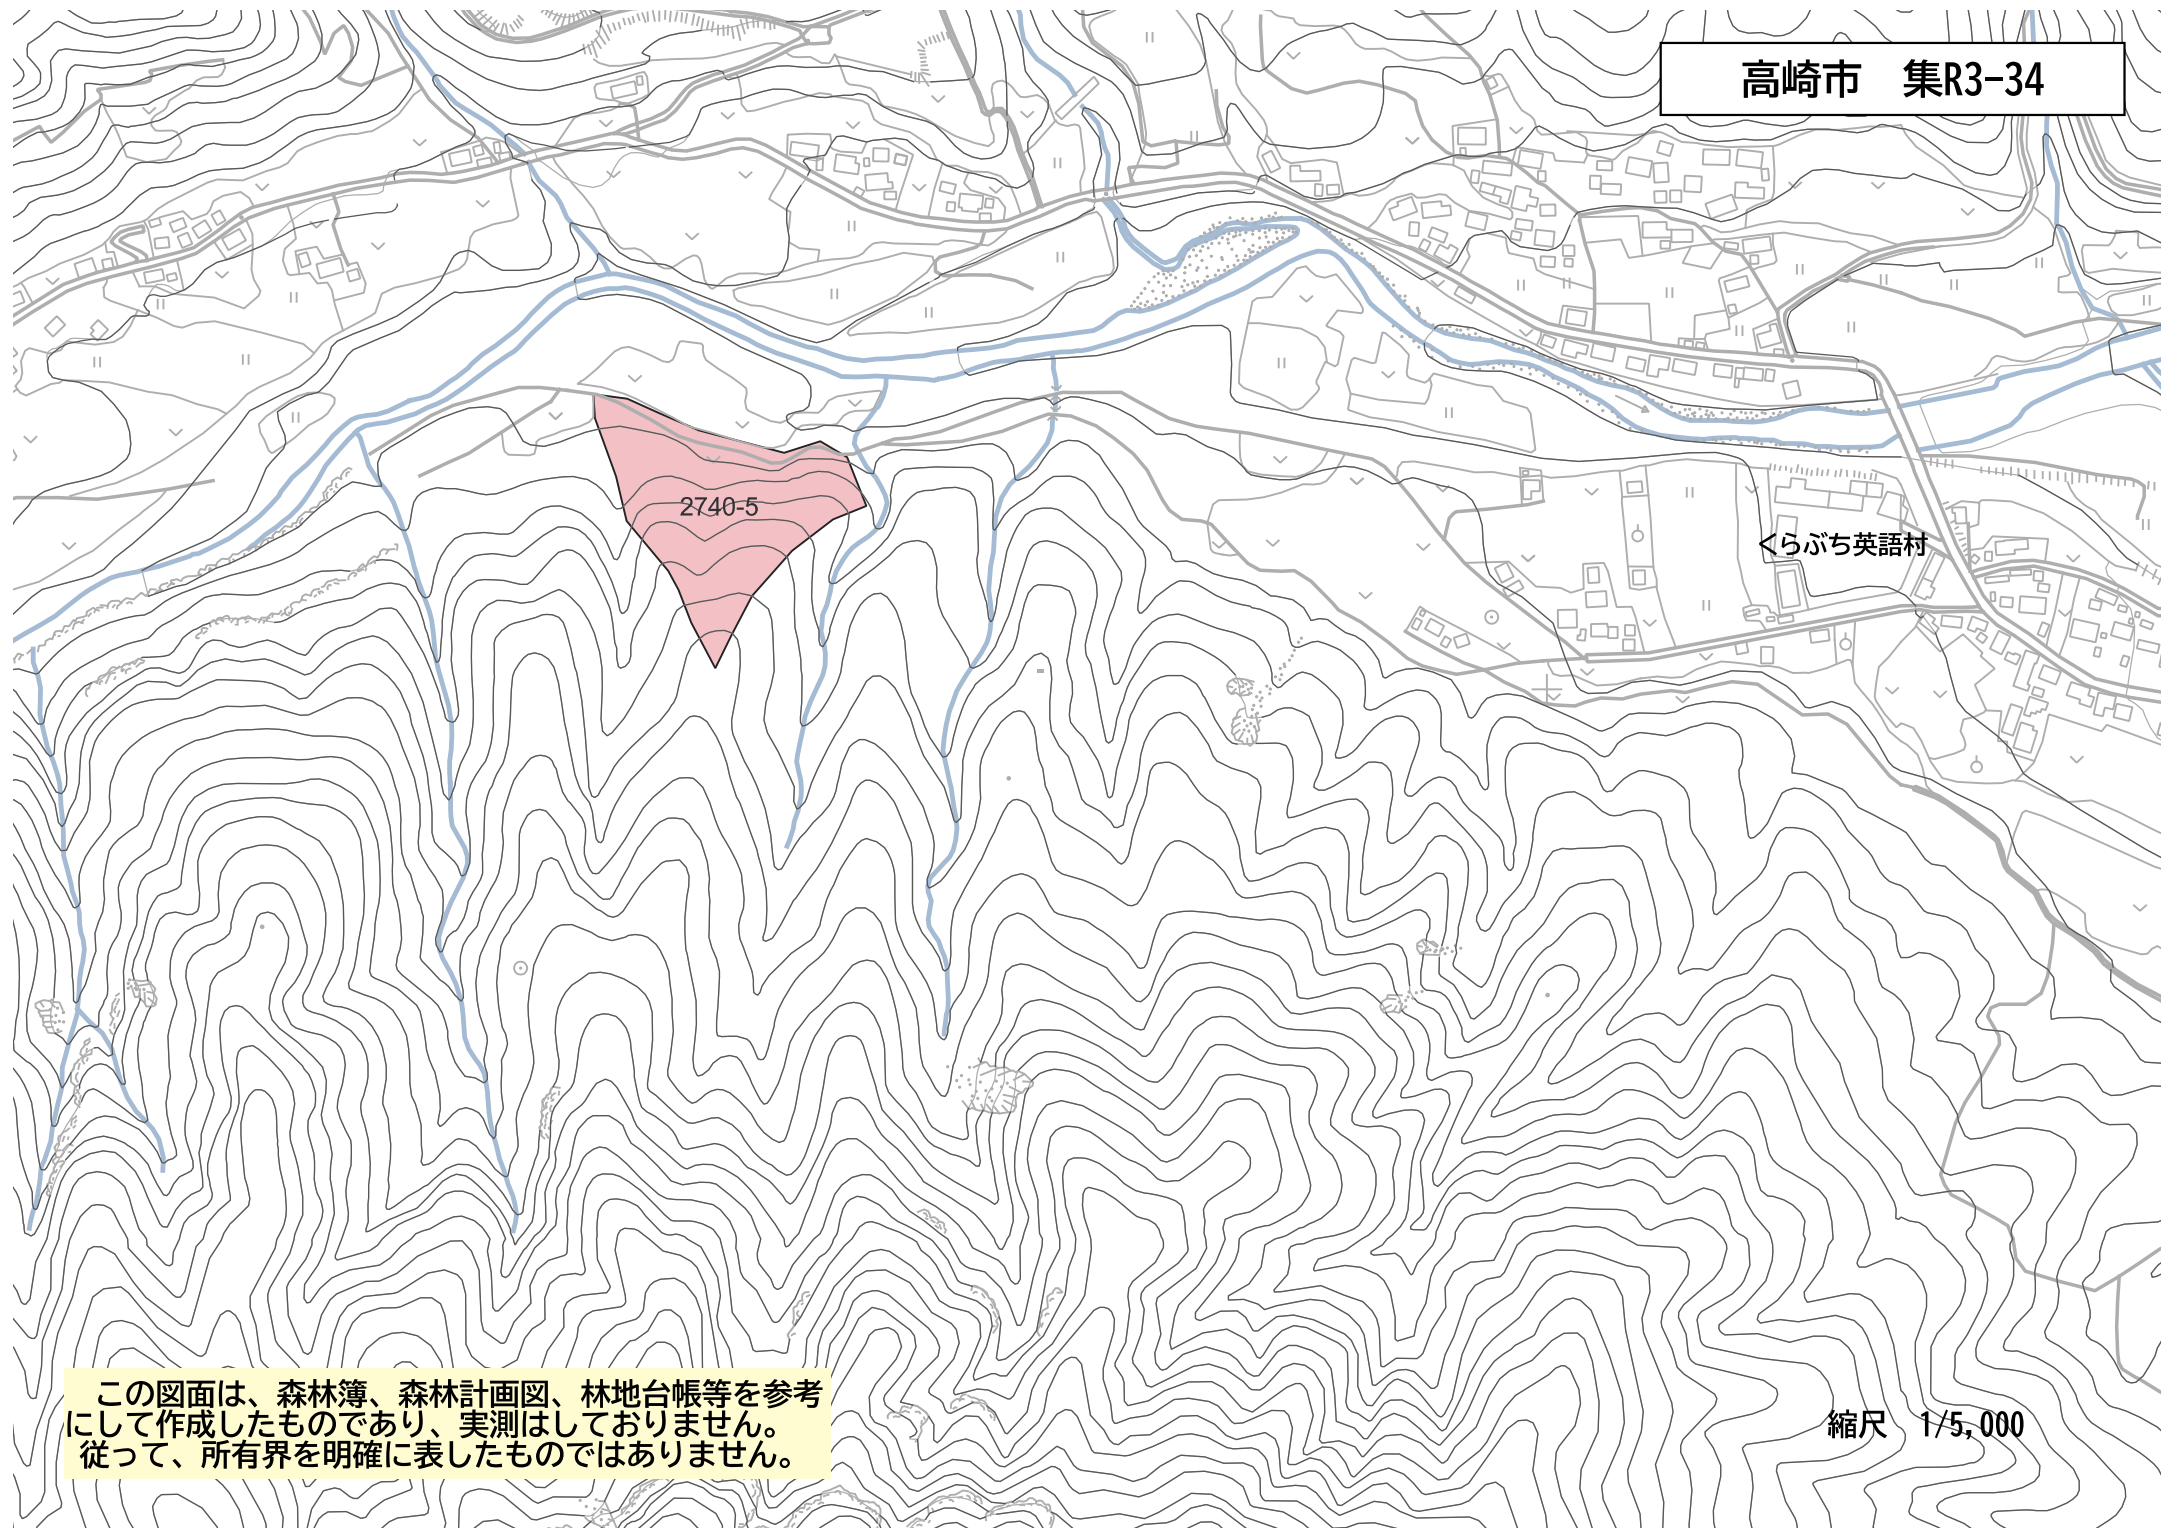 高崎市　集R3-34
2740-5
くらぶち英語村
この図面は、森林簿、森林計画図、林地台帳等を参考
にして作成したものであり、実測はしておりません。
従って、所有界を明確に表したものではありません。
縮尺　1/5,000